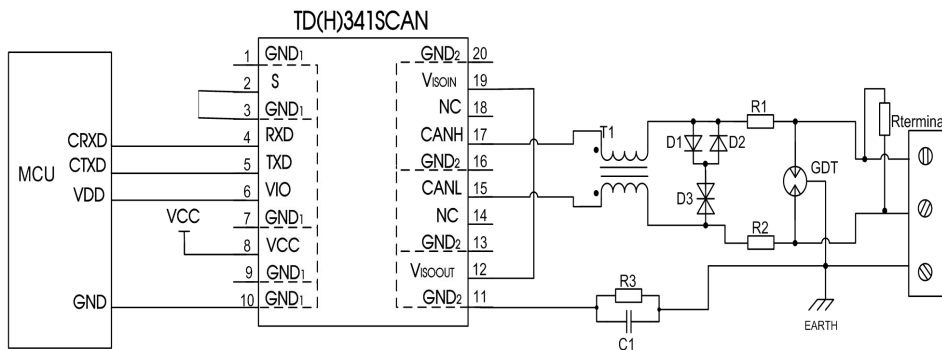 TD(H)341SCAN
MCU
CRXD
CTXD
VDD
VCC
GND
1 GND1
2 S
3 GND1
4 RXD
5 TXD
6 VIO
7 GND1
8 VCC
9 GND1
10 GND1
GND2 20
VISOIN 19
NC 18
CANH 17
GND2 16
CANL 15
NC 14
GND2 13
VISOOUT 12
GND2 11
T1
D1
D2
D3
R1
R2
GDT
Rtermina
R3
C1
EARTH